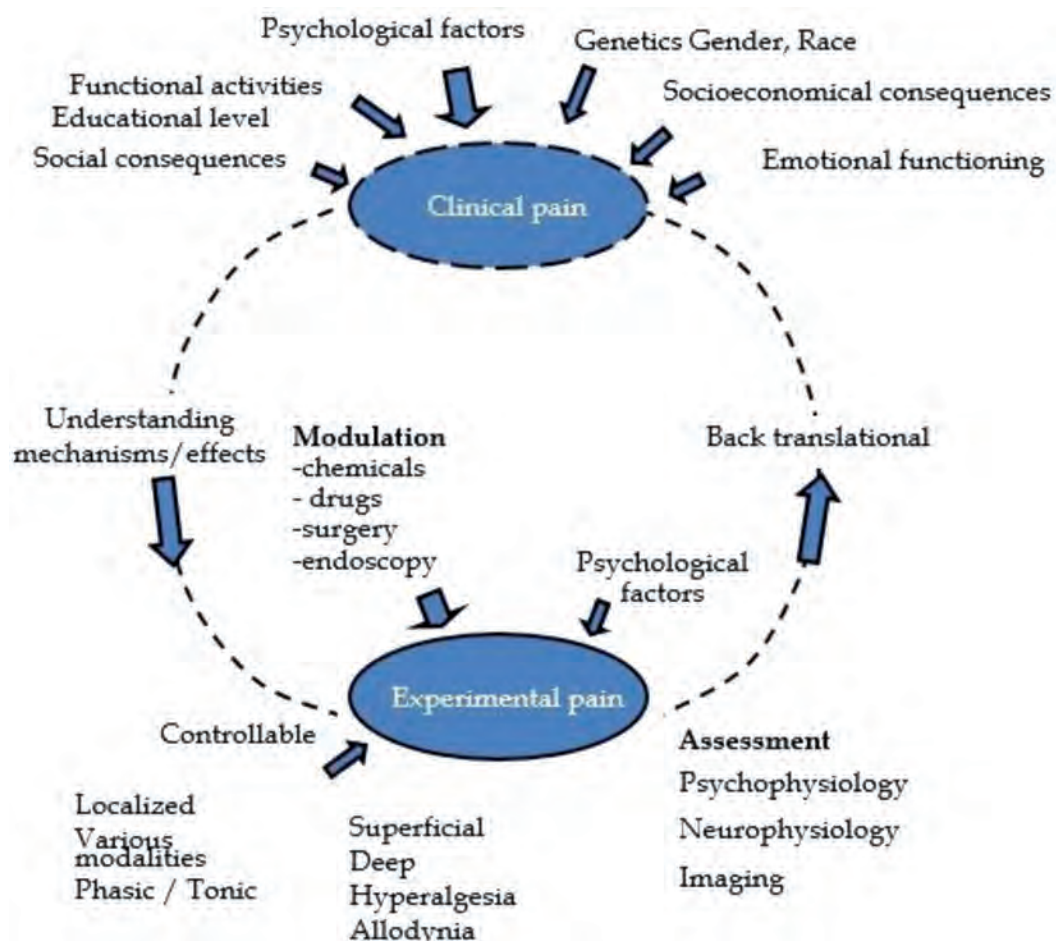 Psychological factors
Genetics Gender, Race
Functional activities
Educational level
Socioeconomical consequences
Social consequences
Emotional functioning
Clinical pain
Understanding
mechanisms/effects
Modulation
-chemicals
- drugs
-surgery
-endoscopy
Back translational
Psychological
factors
Experimental pain
Controllable
Localized
Various
modalities
Phasic / Tonic
Superficial
Deep
Hyperalgesia
Allodynia
Assessment
Psychophysiology
Neurophysiology
Imaging